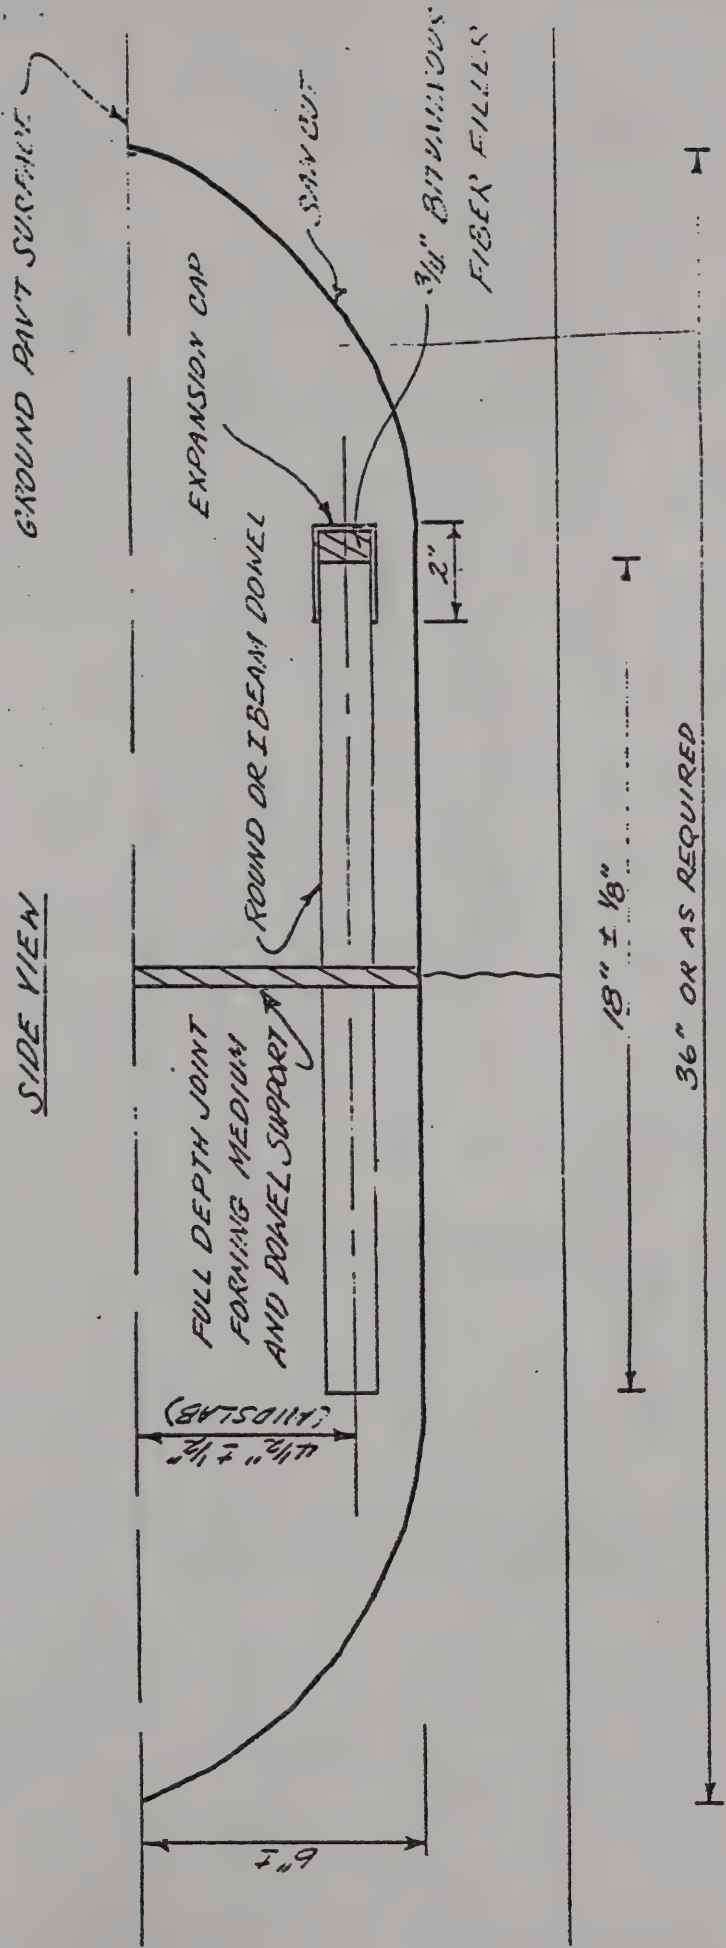 SIDE VIEW
GROUND PAV'T SURFACE
EXPANSION CAP
SAW CUT
ROUND OR I BEAM DOWEL
FULL DEPTH JOINT
FORMING MEDIUM
AND DOWEL SUPPORT
3/4" BITUMINOUS
FIBER FILLER
4 1/2" ± 1/2"
(MIDSLAB)
6" ±
2"
18" ± 1/8"
36" OR AS REQUIRED